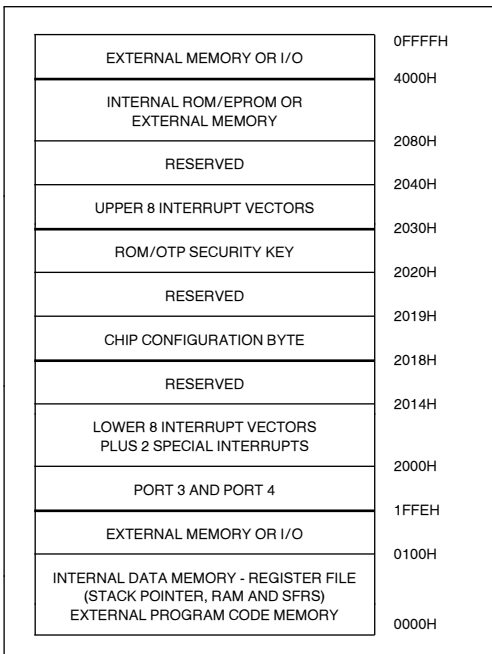 0FFFFH
EXTERNAL MEMORY OR I/O
4000H
INTERNAL ROM/EPROM OR
EXTERNAL MEMORY
2080H
RESERVED
2040H
UPPER 8 INTERRUPT VECTORS
2030H
ROM/OTP SECURITY KEY
2020H
RESERVED
2019H
CHIP CONFIGURATION BYTE
2018H
RESERVED
2014H
LOWER 8 INTERRUPT VECTORS
PLUS 2 SPECIAL INTERRUPTS
2000H
PORT 3 AND PORT 4
1FFEH
EXTERNAL MEMORY OR I/O
0100H
INTERNAL DATA MEMORY - REGISTER FILE
(STACK POINTER, RAM AND SFRS)
EXTERNAL PROGRAM CODE MEMORY
0000H